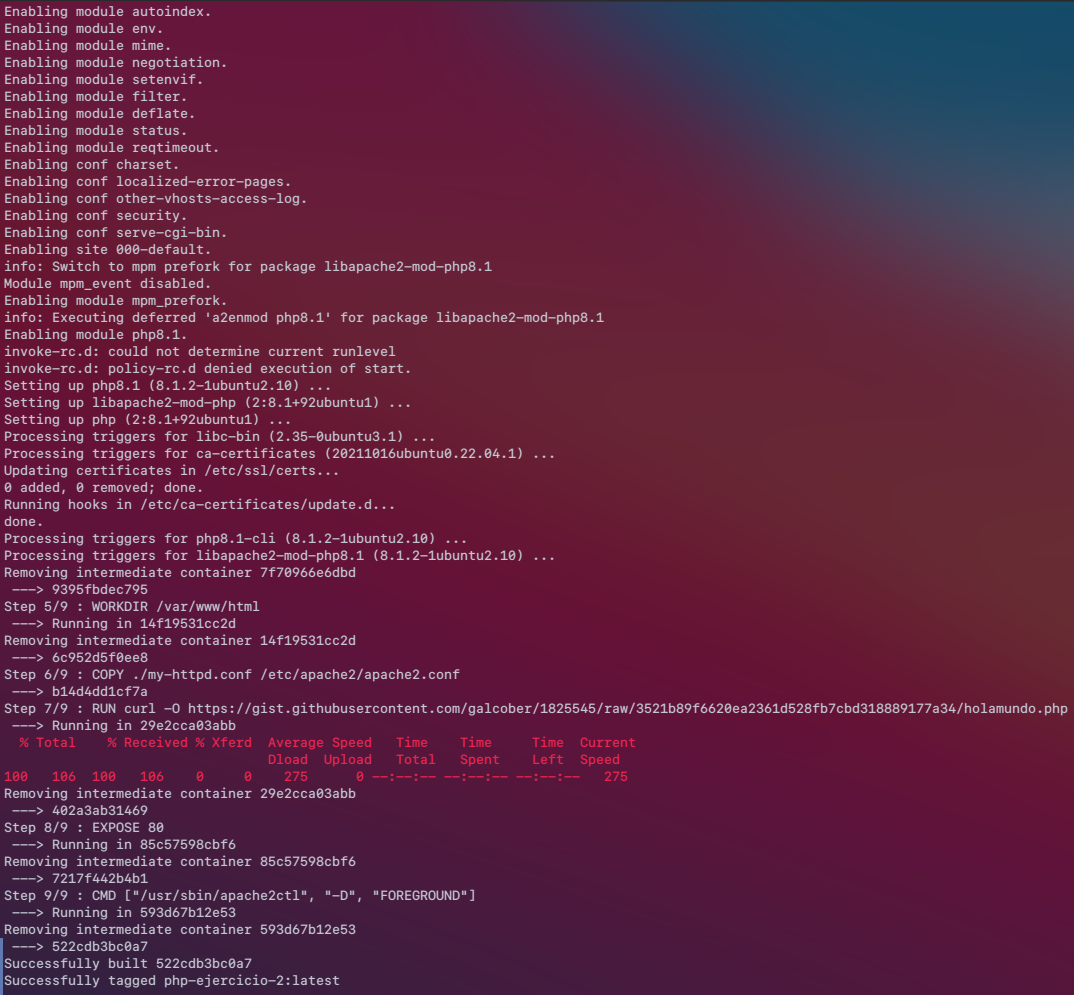 Enabling module autoindex.
Enabling module env.
Enabling module mime.
Enabling module negotiation.
Enabling module setenvif.
Enabling module filter.
Enabling module deflate.
Enabling module status.
Enabling module reqtimeout.
Enabling conf charset.
Enabling conf localized-error-pages.
Enabling conf other-vhosts-access-log.
Enabling conf security.
Enabling conf serve-cgi-bin.
Enabling site 000-default.
info: Switch to mpm prefork for package libapache2-mod-php8.1
Module mpm_event disabled.
Enabling module mpm_prefork.
info: Executing deferred 'a2enmod php8.1' for package libapache2-mod-php8.1
Enabling module php8.1.
invoke-rc.d: could not determine current runlevel
invoke-rc.d: policy-rc.d denied execution of start.
Setting up php8.1 (8.1.2-1ubuntu2.10) ...
Setting up libapache2-mod-php (2:8.1+92ubuntu1) ...
Setting up php (2:8.1+92ubuntu1) ...
Processing triggers for libc-bin (2.35-0ubuntu3.1) ...
Processing triggers for ca-certificates (20211016ubuntu0.22.04.1) ...
Updating certificates in /etc/ssl/certs...
0 added, 0 removed; done.
Running hooks in /etc/ca-certificates/update.d...
done.
Processing triggers for php8.1-cli (8.1.2-1ubuntu2.10) ...
Processing triggers for libapache2-mod-php8.1 (8.1.2-1ubuntu2.10) ...
Removing intermediate container 7f70966e6dbd
 ---> 9395fbdec795
Step 5/9 : WORKDIR /var/www/html
 ---> Running in 14f19531cc2d
Removing intermediate container 14f19531cc2d
 ---> 6c952d5f0ee8
Step 6/9 : COPY ./my-httpd.conf /etc/apache2/apache2.conf
 ---> b14d4dd1cf7a
Step 7/9 : RUN curl -O https://gist.githubusercontent.com/galcober/1825545/raw/3521b89f6620ea2361d528fb7cbd318889177a34/holamundo.php
 ---> Running in 29e2cca03abb
  % Total    % Received % Xferd  Average Speed   Time    Time     Time  Current
                                 Dload  Upload   Total   Spent    Left  Speed
100   106  100   106    0     0    275      0 --:--:-- --:--:-- --:--:--   275
Removing intermediate container 29e2cca03abb
 ---> 402a3ab31469
Step 8/9 : EXPOSE 80
 ---> Running in 85c57598cbf6
Removing intermediate container 85c57598cbf6
 ---> 7217f442b4b1
Step 9/9 : CMD ["/usr/sbin/apache2ctl", "-D", "FOREGROUND"]
 ---> Running in 593d67b12e53
Removing intermediate container 593d67b12e53
 ---> 522cdb3bc0a7
Successfully built 522cdb3bc0a7
Successfully tagged php-ejercicio-2:latest